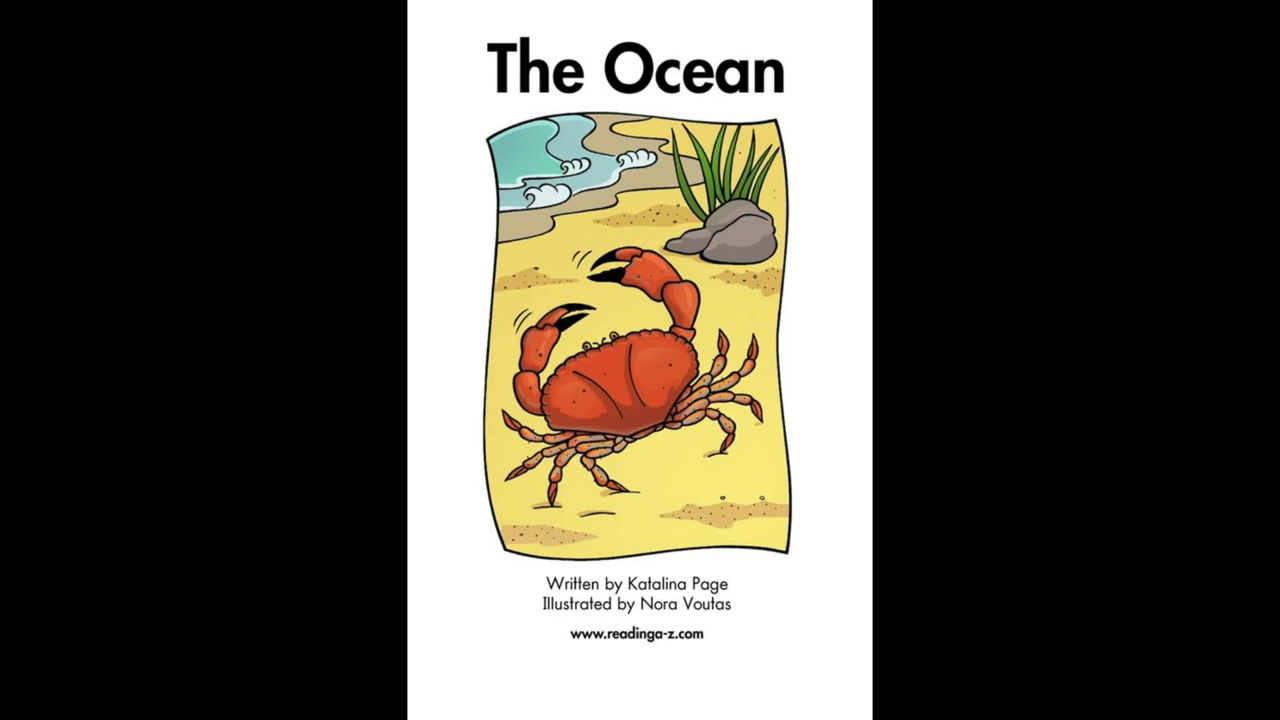 The Ocean
Written by Katalina Page
Illustrated by Nora Voutas
www.readinga-z.com